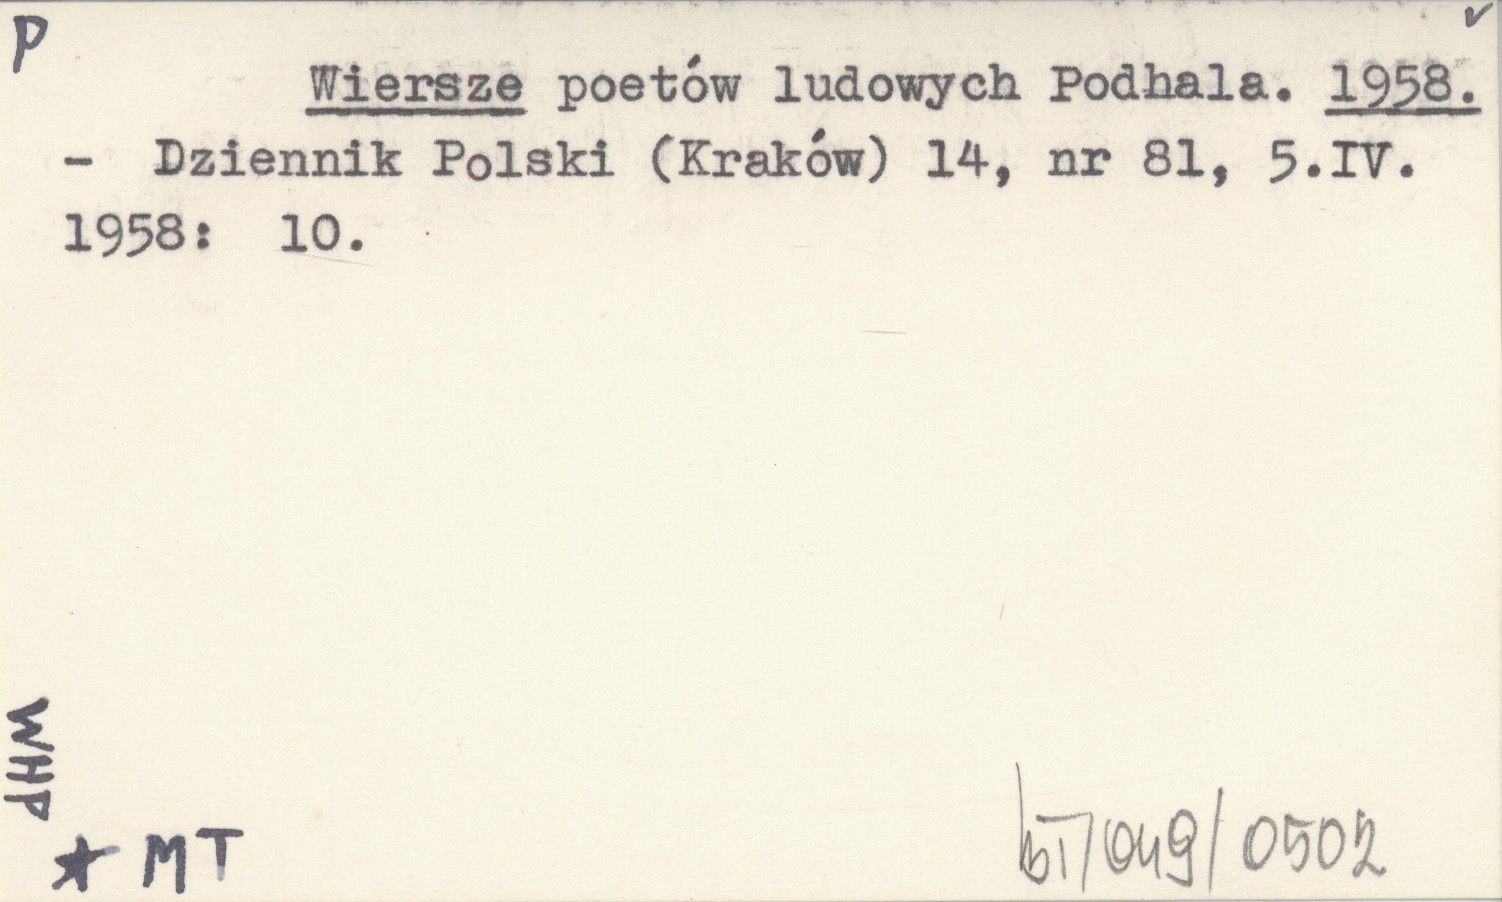 P
Wiersze poetów ludowych Podhala. 1958.
- Dziennik Polski (Kraków) 14, nr 81, 5.IV.
1958: 10.
WHP
★ MT
/049/0502